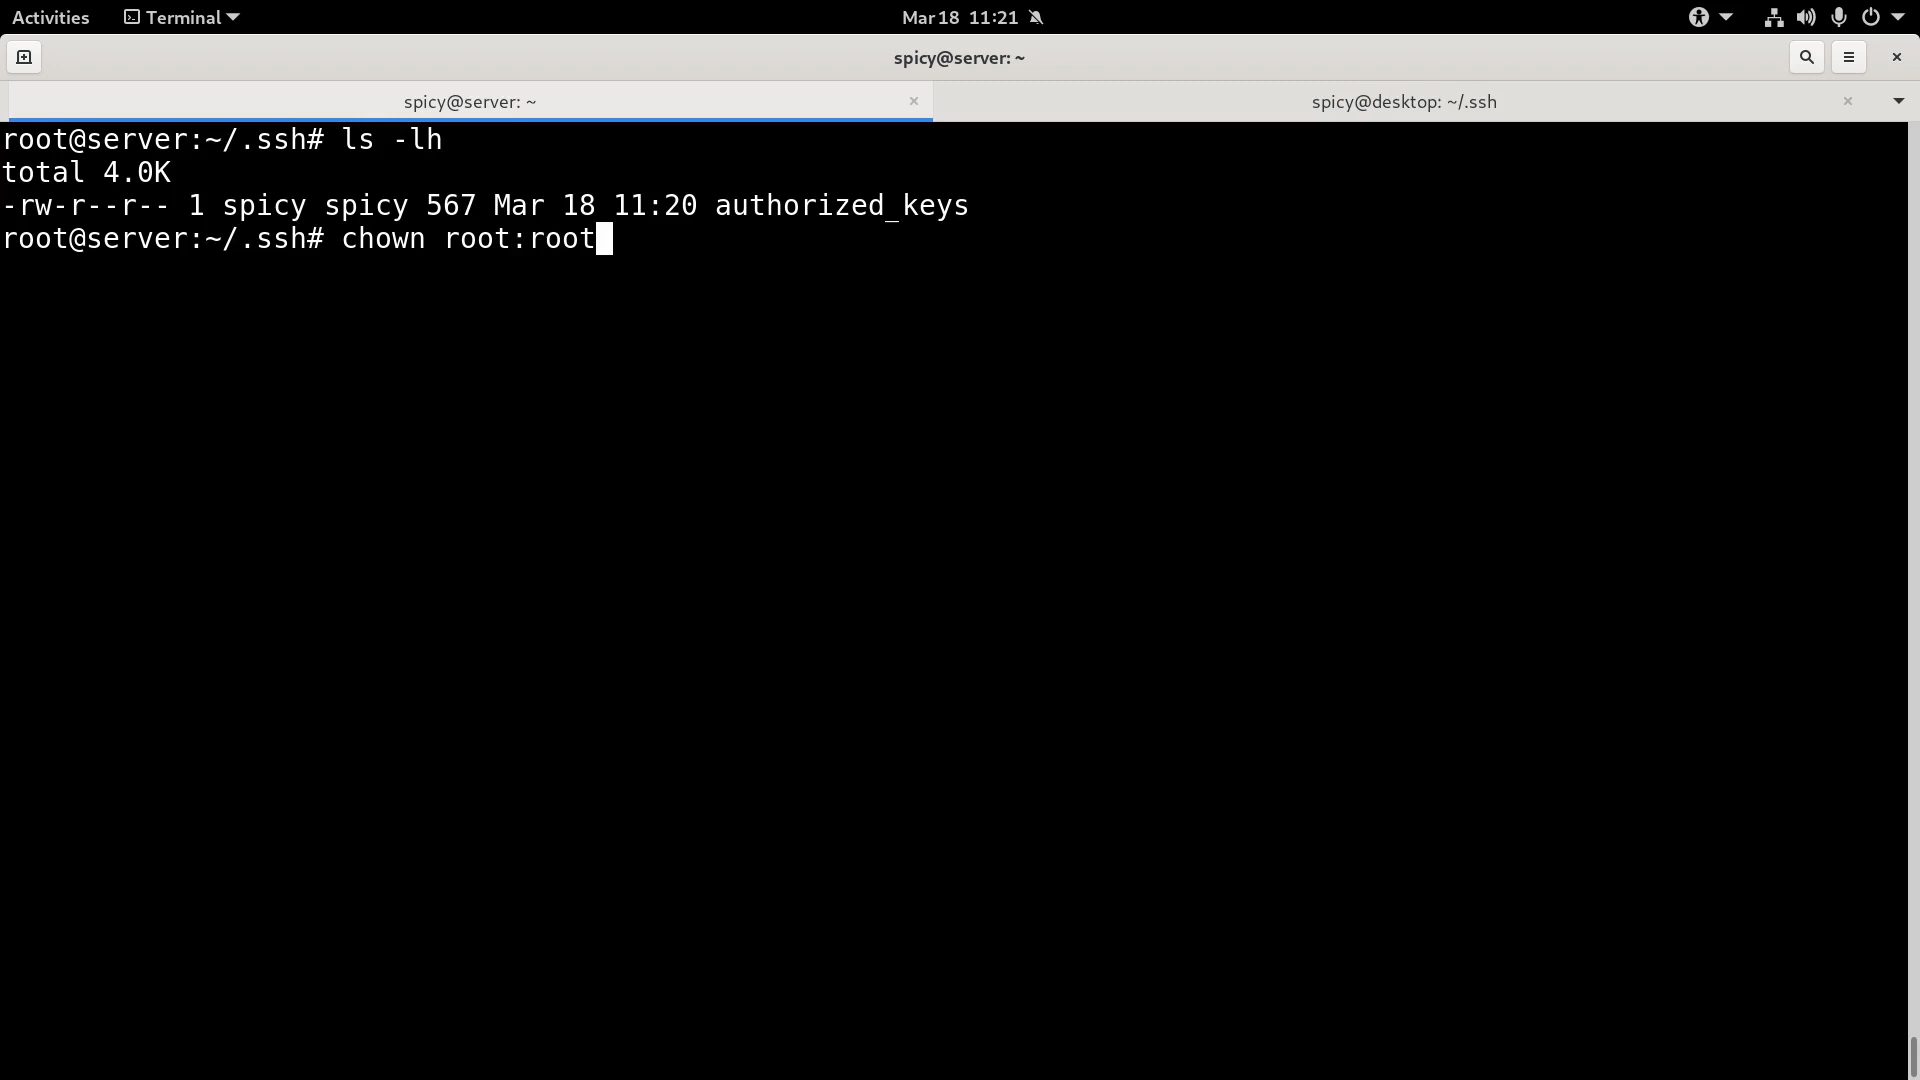 Activities Terminal Mar 18 11:21
spicy@server: ~
spicy@server: ~ × spicy@desktop: ~/.ssh ×
root@server:~/.ssh# ls -lh
total 4.0K
-rw-r--r-- 1 spicy spicy 567 Mar 18 11:20 authorized_keys
root@server:~/.ssh# chown root:root